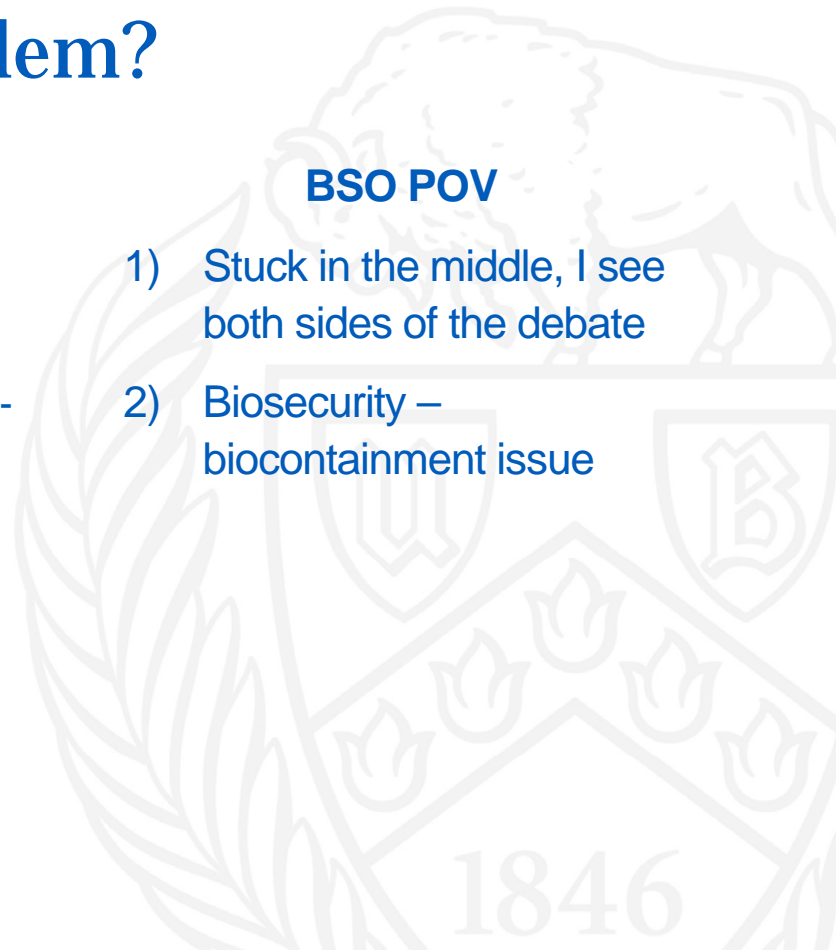 lem?
BSO POV
1) Stuck in the middle, I see
both sides of the debate
- 2) Biosecurity –
biocontainment issue
U B
1846